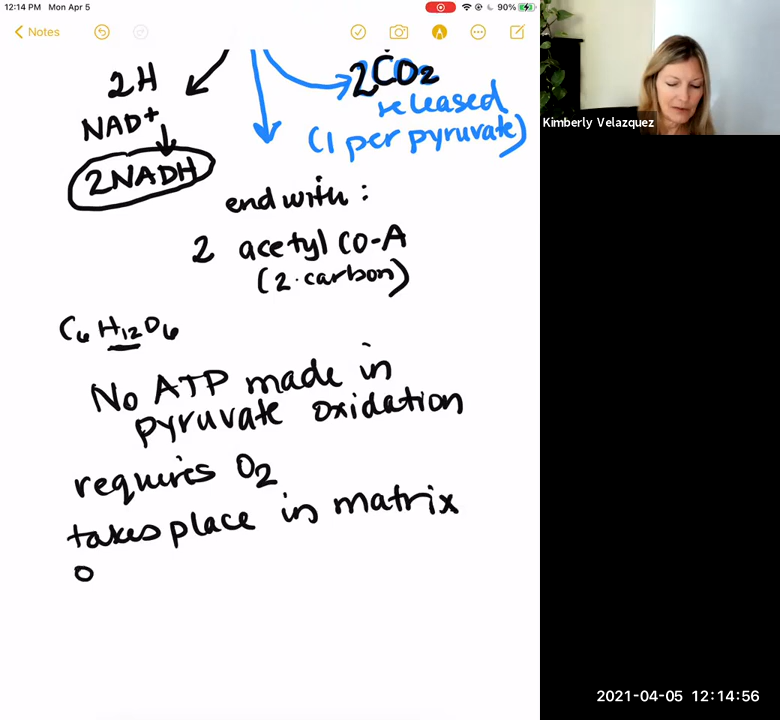 12:14 PM Mon Apr 5
90%
Notes
2H
2CO2
released
(1 per pyruvate)
NAD+
2NADH
end with:
2 acetyl CO-A
(2-carbon)
C6H12O6
No ATP made in
pyruvate oxidation
requires O2
takes place in matrix
o
Kimberly Velazquez
2021-04-05 12:14:56